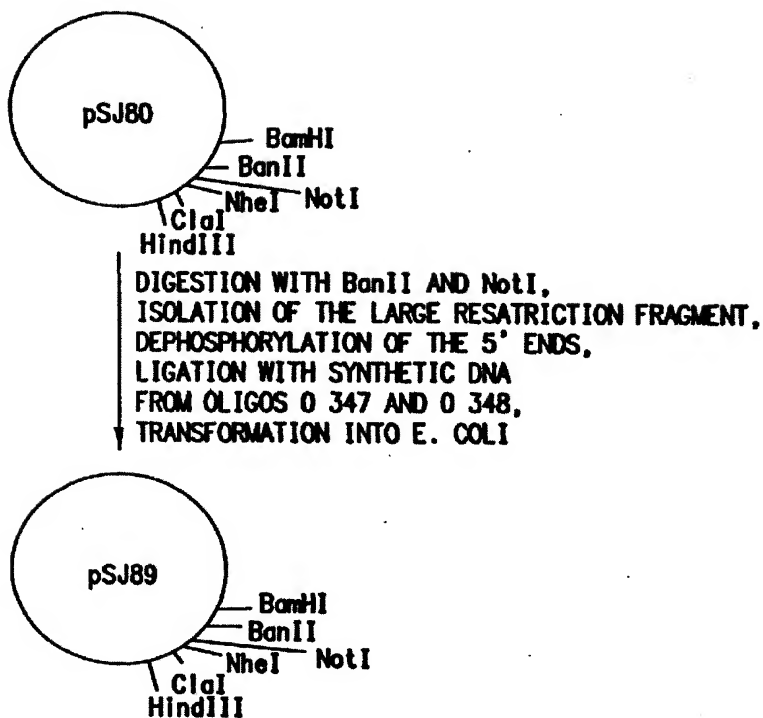 pSJ80
BamHI
BanII
NheI NotI
ClaI
HindIII
DIGESTION WITH BanII AND NotI,
ISOLATION OF THE LARGE RESATRICTION FRAGMENT,
DEPHOSPHORYLATION OF THE 5' ENDS,
LIGATION WITH SYNTHETIC DNA
FROM OLIGOS O 347 AND O 348,
TRANSFORMATION INTO E. COLI
pSJ89
BamHI
BanII
NheI NotI
ClaI
HindIII